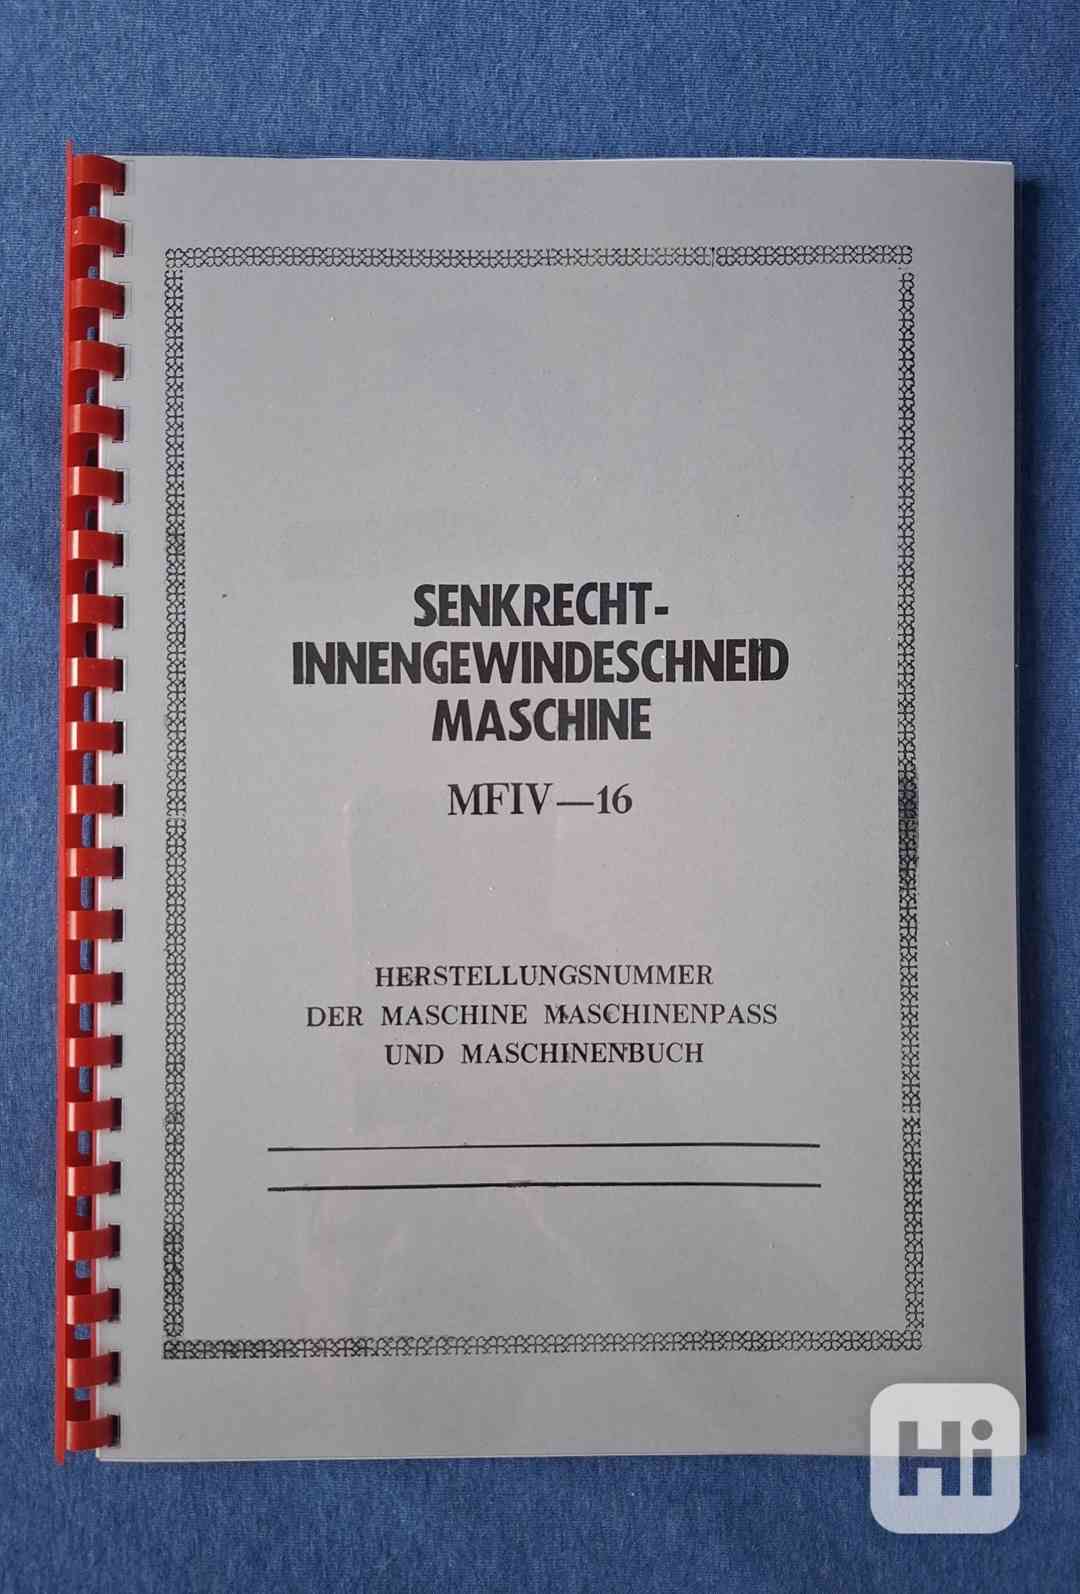 SENKRECHT-
INNENGEWINDESCHNEID
MASCHINE
MFIV—16
HERSTELLUNGSNUMMER
DER MASCHINE MASCHINENPASS
UND MASCHINENBUCH
Hi